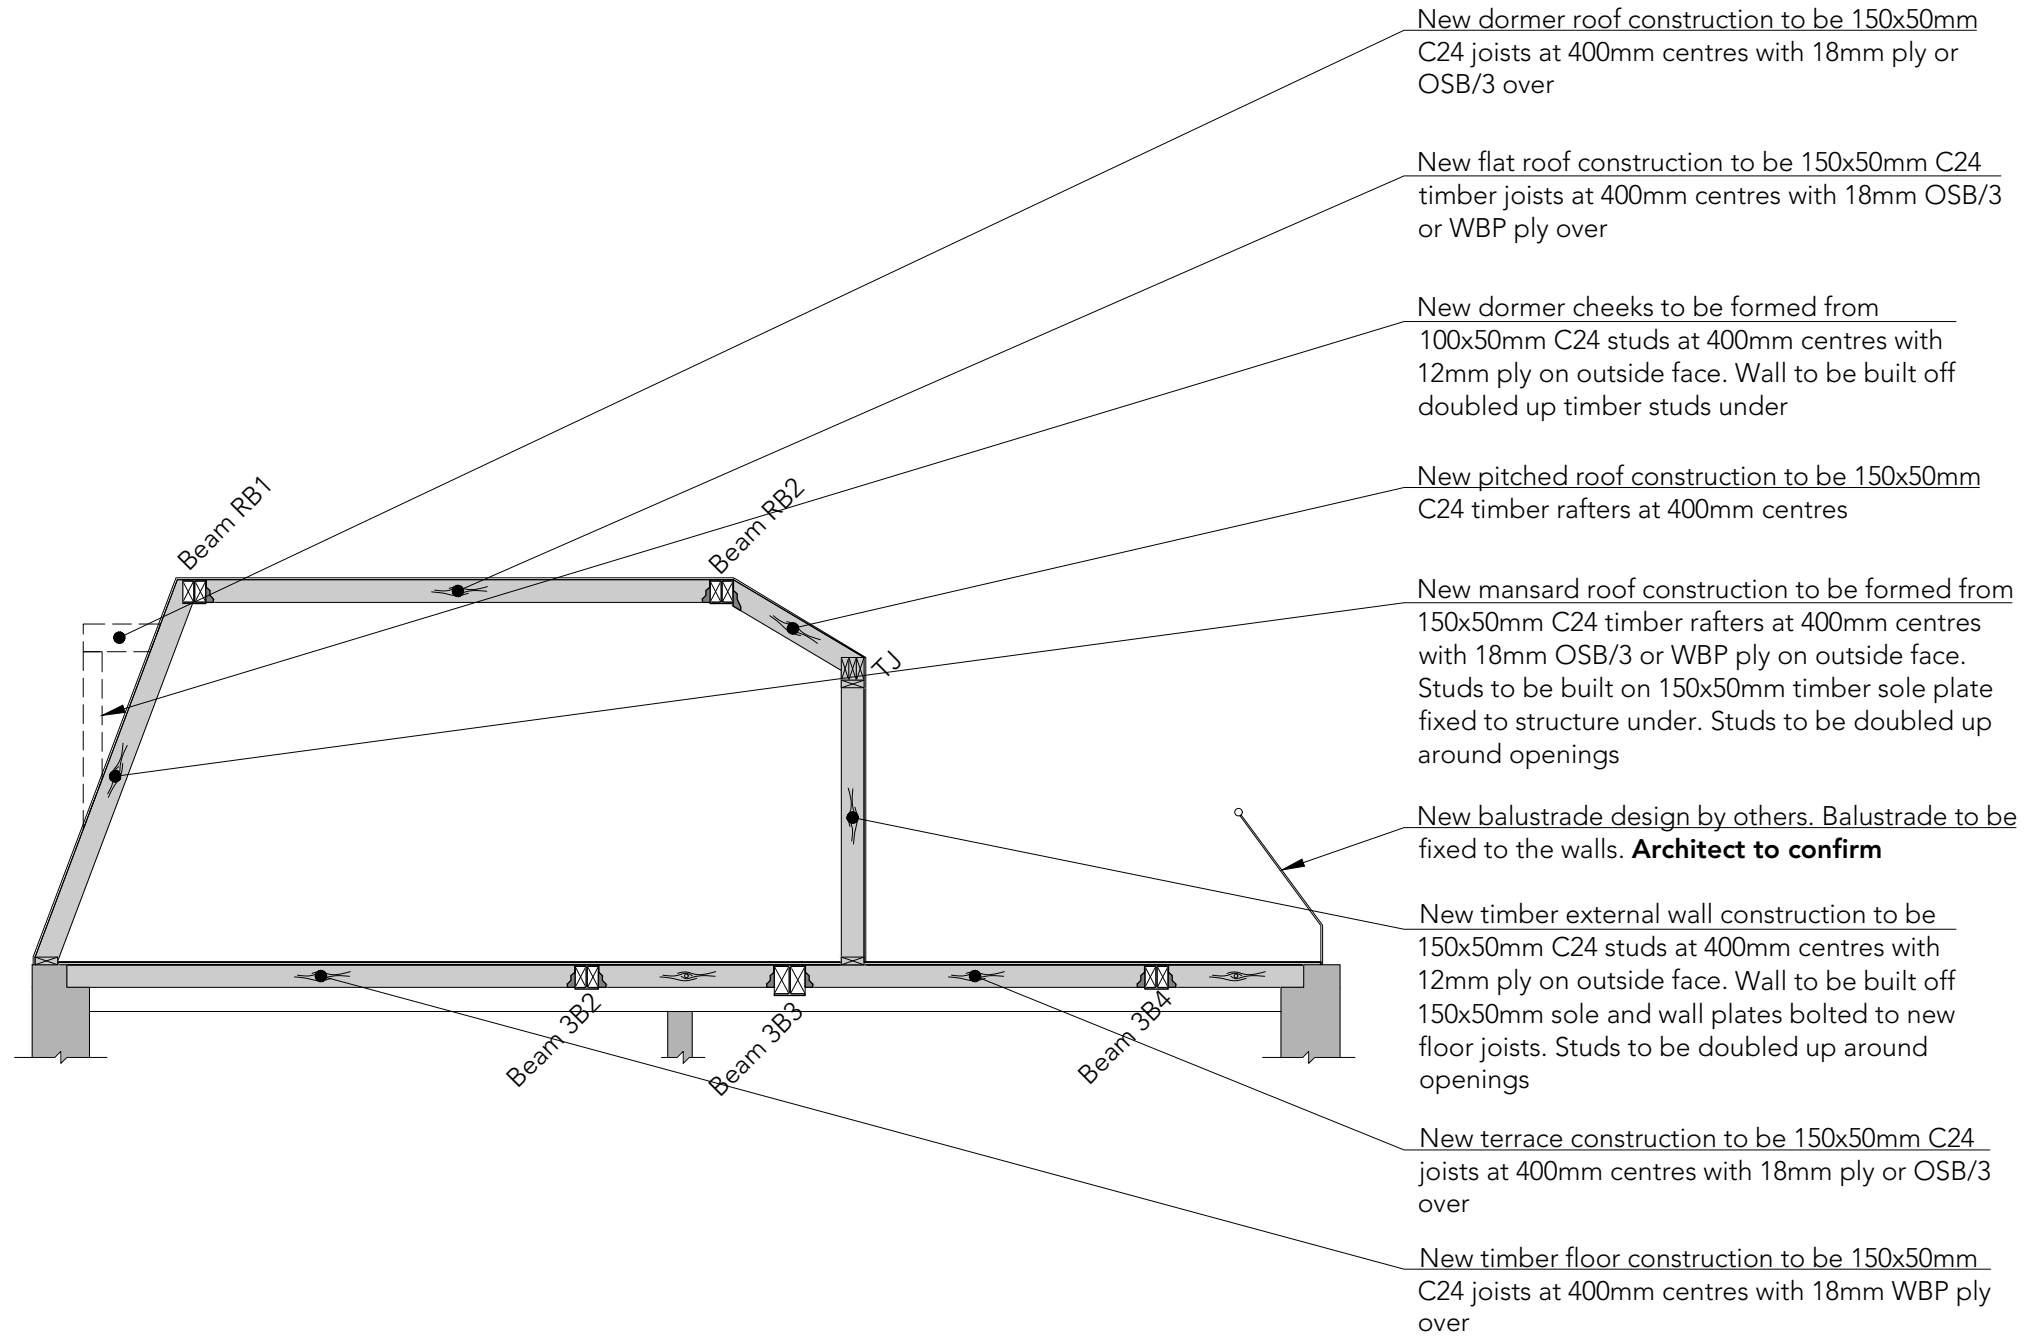 New dormer roof construction to be 150x50mm
C24 joists at 400mm centres with 18mm ply or
OSB/3 over
New flat roof construction to be 150x50mm C24
timber joists at 400mm centres with 18mm OSB/3
or WBP ply over
New dormer cheeks to be formed from
100x50mm C24 studs at 400mm centres with
12mm ply on outside face. Wall to be built off
doubled up timber studs under
New pitched roof construction to be 150x50mm
C24 timber rafters at 400mm centres
New mansard roof construction to be formed from
150x50mm C24 timber rafters at 400mm centres
with 18mm OSB/3 or WBP ply on outside face.
Studs to be built on 150x50mm timber sole plate
fixed to structure under. Studs to be doubled up
around openings
New balustrade design by others. Balustrade to be
fixed to the walls. Architect to confirm
New timber external wall construction to be
150x50mm C24 studs at 400mm centres with
12mm ply on outside face. Wall to be built off
150x50mm sole and wall plates bolted to new
floor joists. Studs to be doubled up around
openings
New terrace construction to be 150x50mm C24
joists at 400mm centres with 18mm ply or OSB/3
over
New timber floor construction to be 150x50mm
C24 joists at 400mm centres with 18mm WBP ply
over
Beam RB1
Beam RB2
TJ
Beam 3B2
Beam 3B3
Beam 3B4